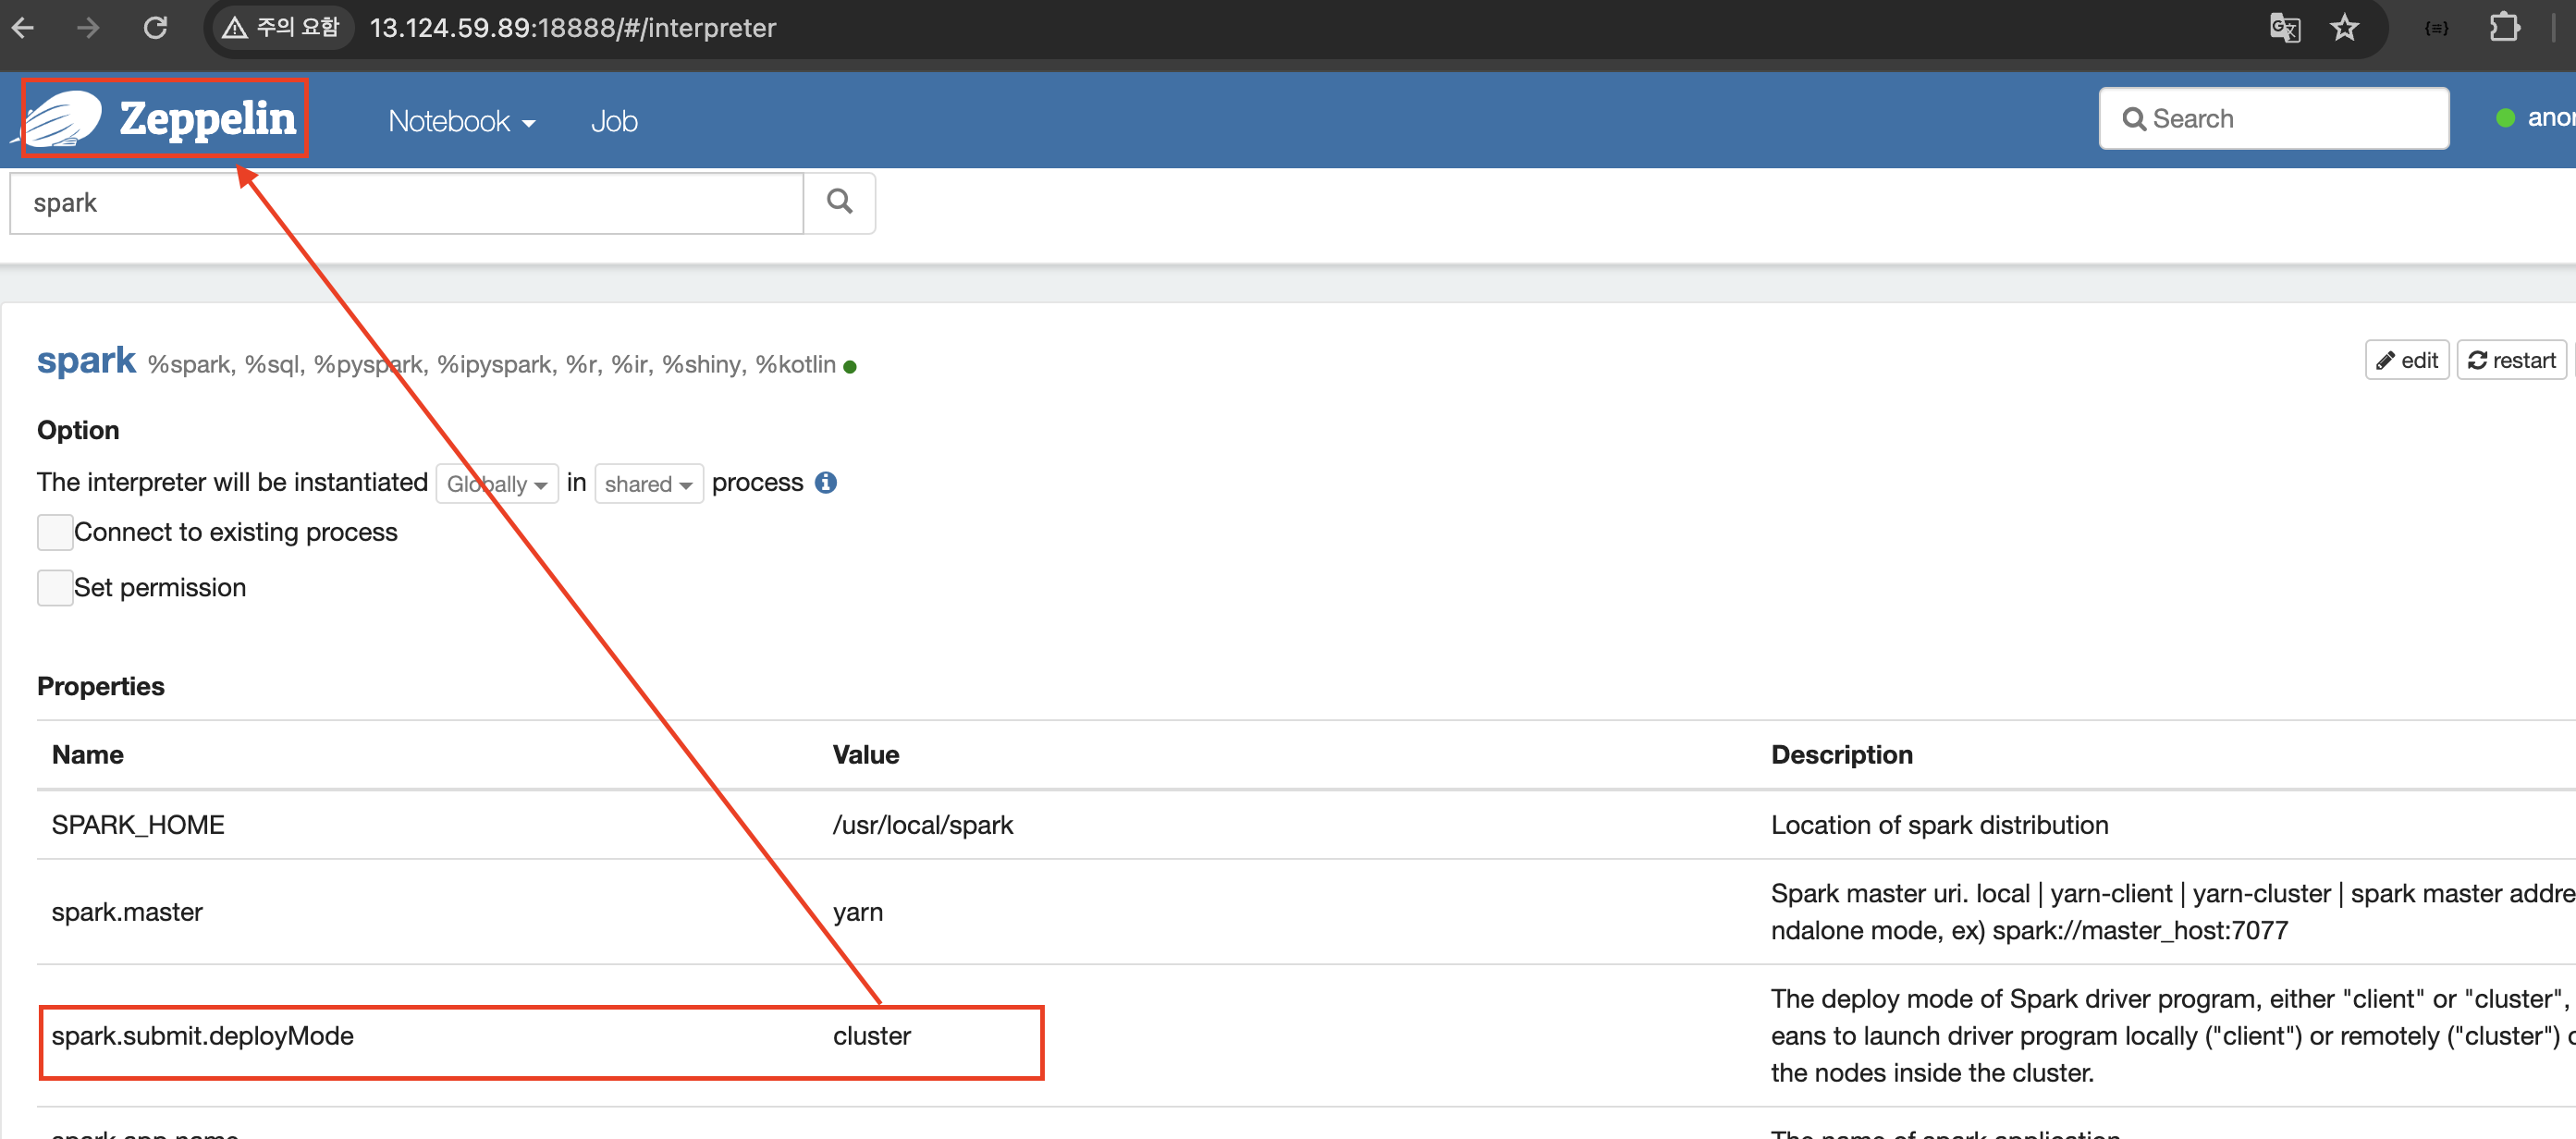 주의 요함 13.124.59.89:18888/#/interpreter
Zeppelin Notebook Job Search
spark
spark %spark, %sql, %pyspark, %ipyspark, %r, %ir, %shiny, %kotlin
edit restart
Option
The interpreter will be instantiated Globally in shared process
Connect to existing process
Set permission
Properties
Name Value Description
SPARK_HOME /usr/local/spark Location of spark distribution
spark.master yarn Spark master uri. local | yarn-client | yarn-cluster | spark master addre
ndalone mode, ex) spark://master_host:7077
spark.submit.deployMode cluster The deploy mode of Spark driver program, either "client" or "cluster",
eans to launch driver program locally ("client") or remotely ("cluster")
the nodes inside the cluster.
spark.app.name The name of spark application